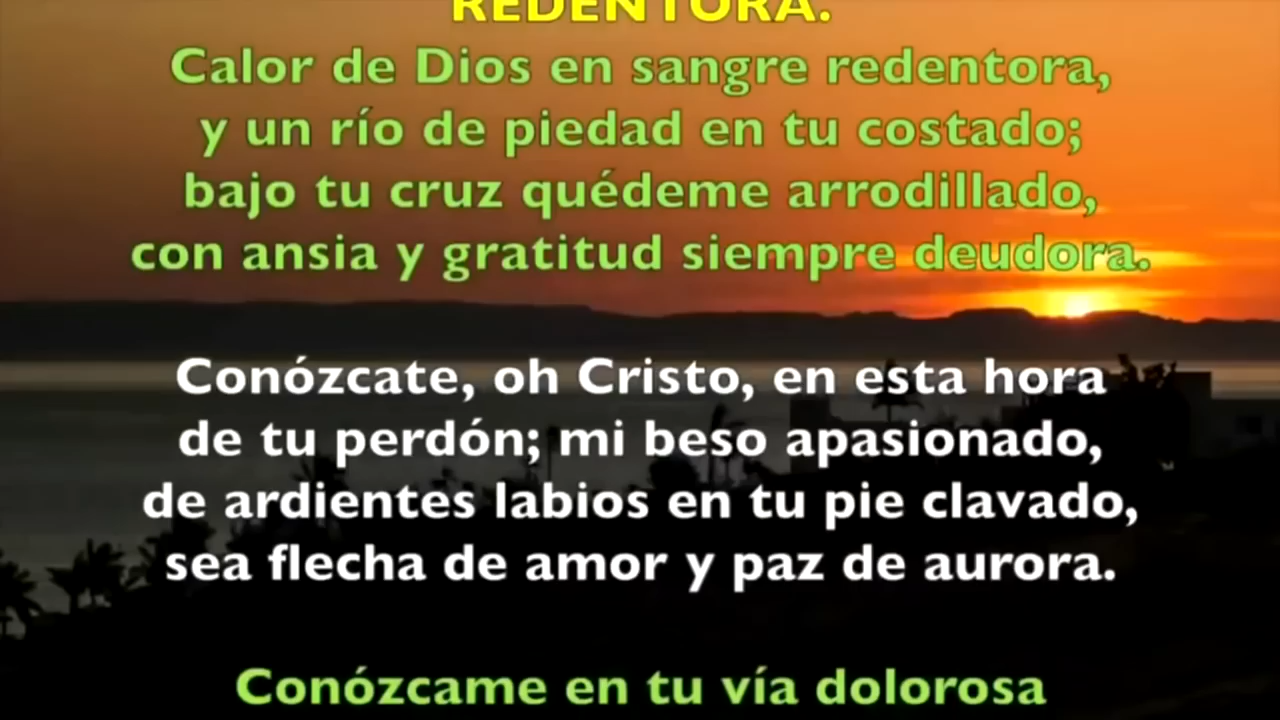 REDENTORA.
Calor de Dios en sangre redentora,
y un río de piedad en tu costado;
bajo tu cruz quédeme arrodillado,
con ansia y gratitud siempre deudora.
Conózcate, oh Cristo, en esta hora
de tu perdón; mi beso apasionado,
de ardientes labios en tu pie clavado,
sea flecha de amor y paz de aurora.
Conózcame en tu vía dolorosa